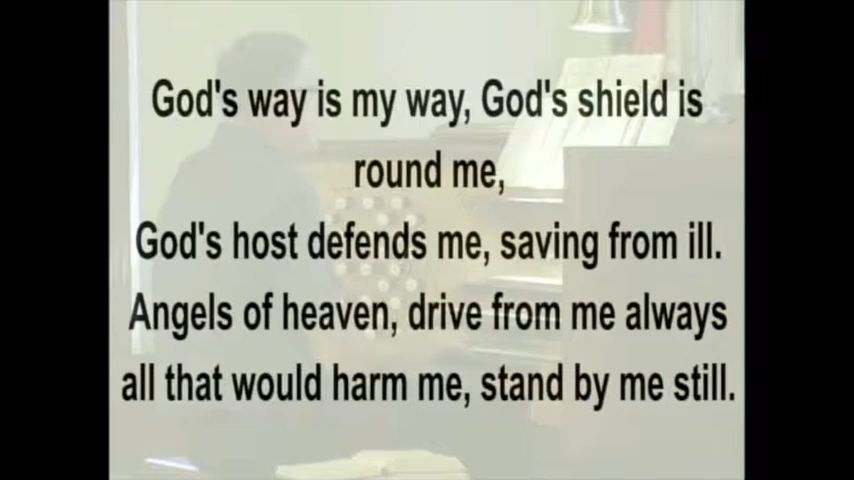 God's way is my way, God's shield is
round me,
God's host defends me, saving from ill.
Angels of heaven, drive from me always
all that would harm me, stand by me still.